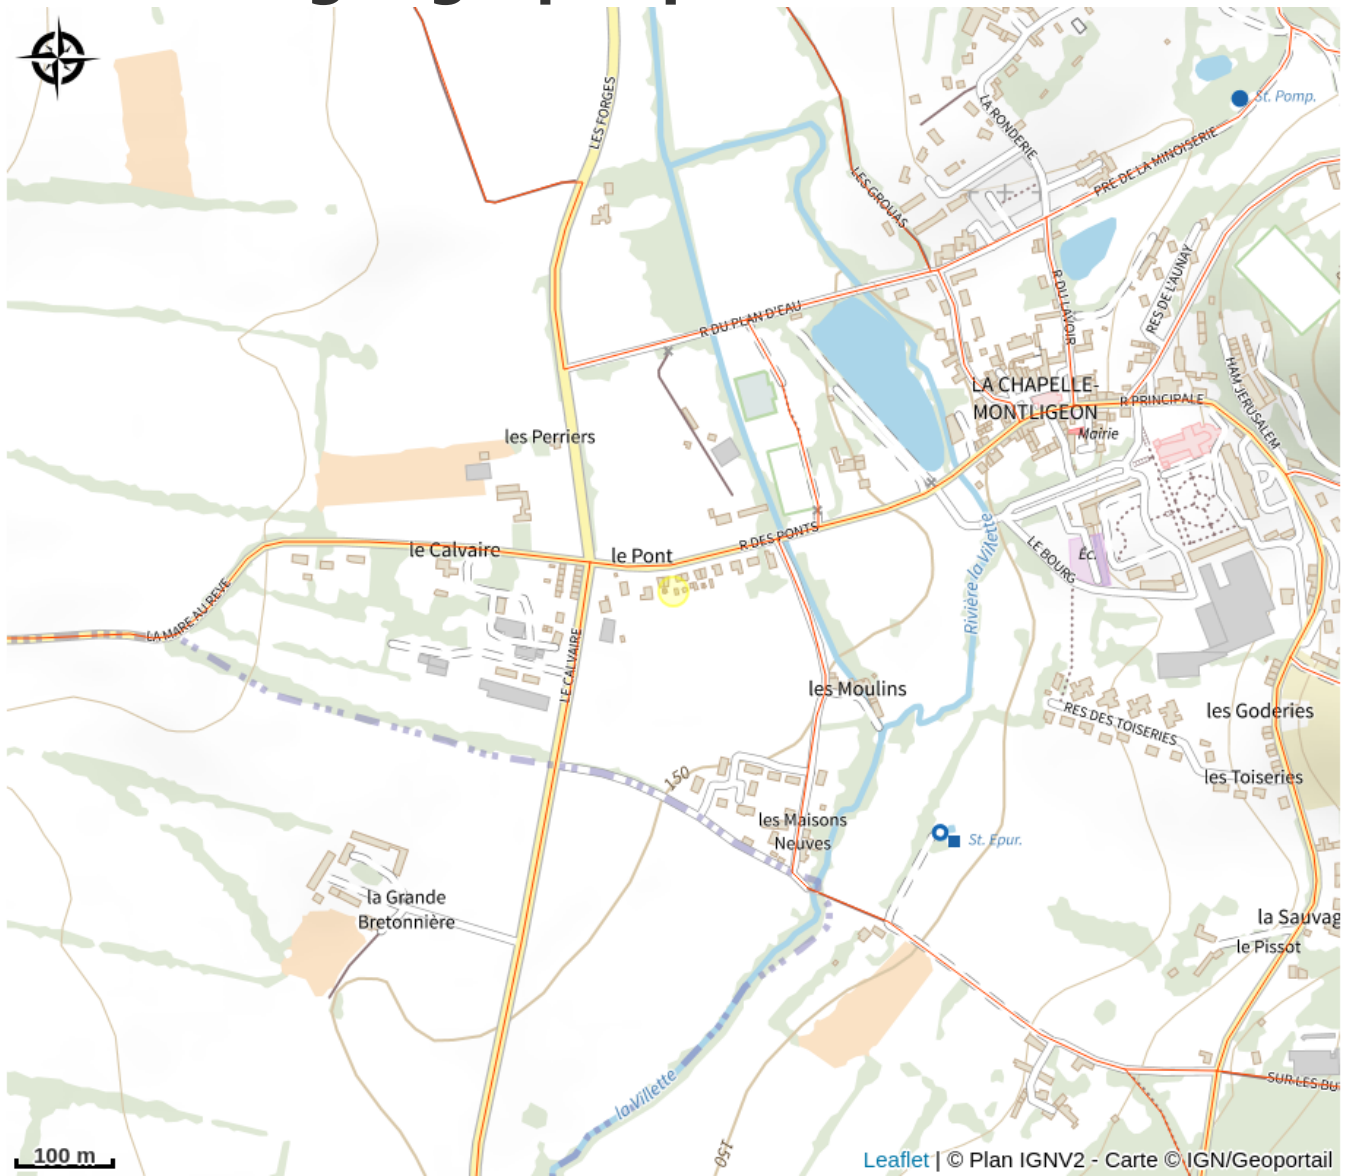 LES FORGES
LA RONDERIE
St. Pomp.
PRE DE LA MINOISERIE
LES GROUAS
RES DE L'AUNAY
R DU LAVOIR
R DU PLAN D'EAU
HAM JERUSALEM
LA CHAPELLE-
MONTLIGEON
R PRINCIPALE
Mairie
les Perriers
R DES PONTS
Rivière la Villette
le Calvaire
le Pont
LE BOURG
Éc.
LA MARE AU REVE
LE CALVAIRE
les Moulins
RES DES TOISERIES
les Goderies
les Toiseries
150
les Maisons
Neuves
St. Epur.
la Grande
Bretonnière
la Sauvag
le Pissot
la Villette
SUR LES BU
150
100 m
Leaflet | © Plan IGNV2 - Carte © IGN/Geoportail